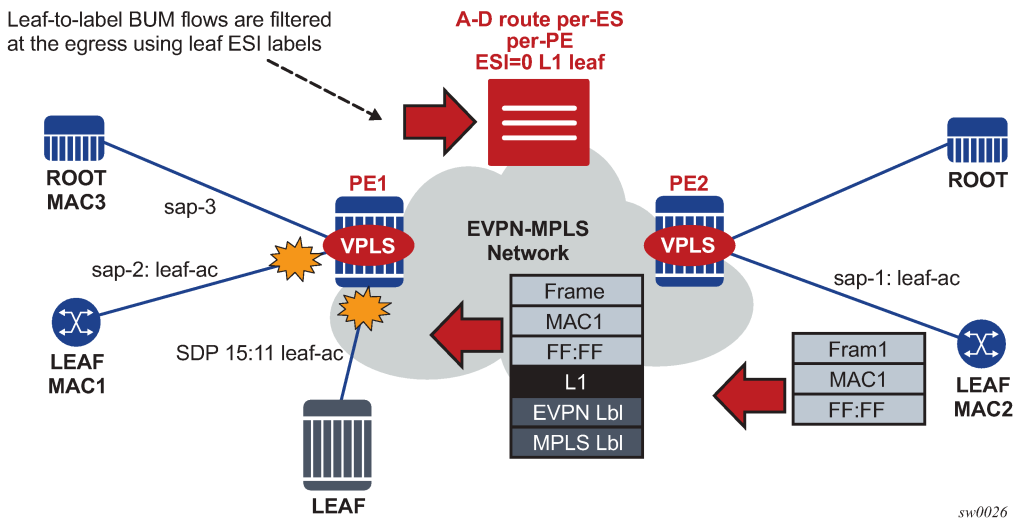 Leaf-to-label BUM flows are filtered
at the egress using leaf ESI labels
A-D route per-ES
per-PE
ESI=0 L1 leaf
ROOT
MAC3
sap-3
PE1
VPLS
EVPN-MPLS
Network
PE2
VPLS
ROOT
sap-2: leaf-ac
sap-1: leaf-ac
LEAF
MAC1
SDP 15:11 leaf-ac
LEAF
Frame
MAC1
FF:FF
L1
EVPN Lbl
MPLS Lbl
Fram1
MAC1
FF:FF
LEAF
MAC2
sw0026